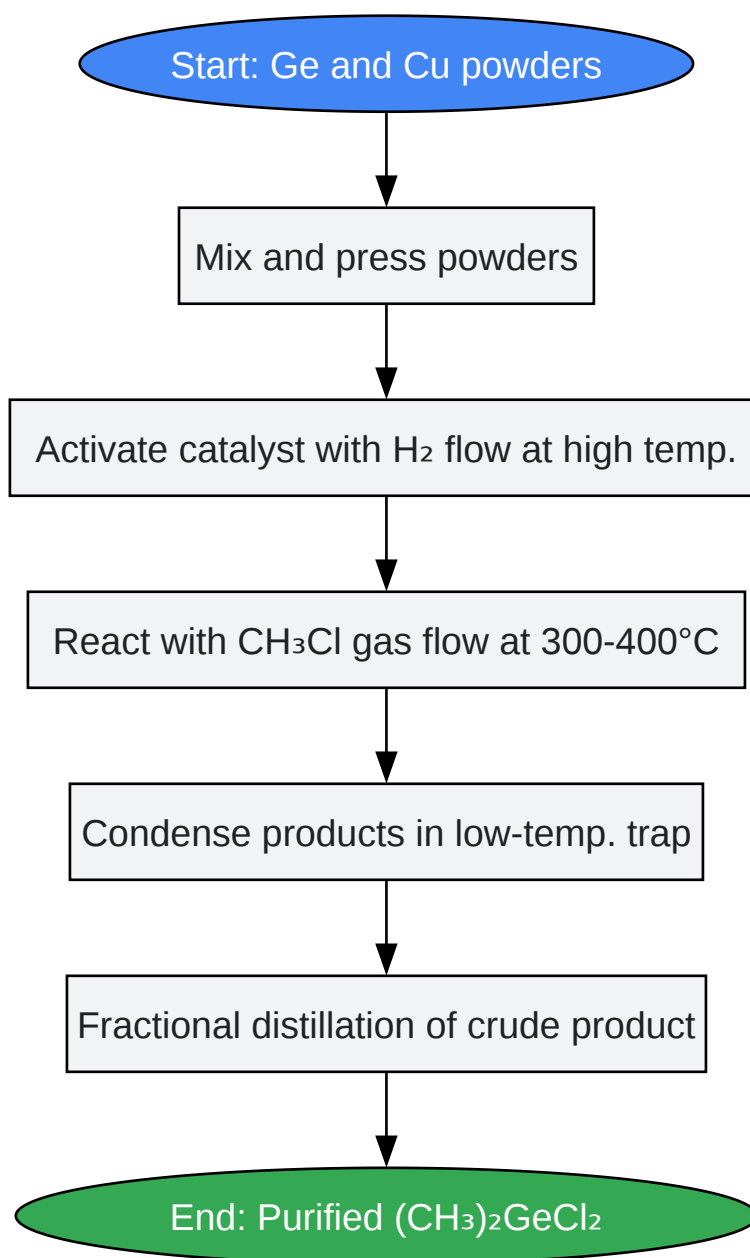 Start: Ge and Cu powders
Mix and press powders
Activate catalyst with H₂ flow at high temp.
React with CH₃Cl gas flow at 300-400°C
Condense products in low-temp. trap
Fractional distillation of crude product
End: Purified (CH₃)₂GeCl₂